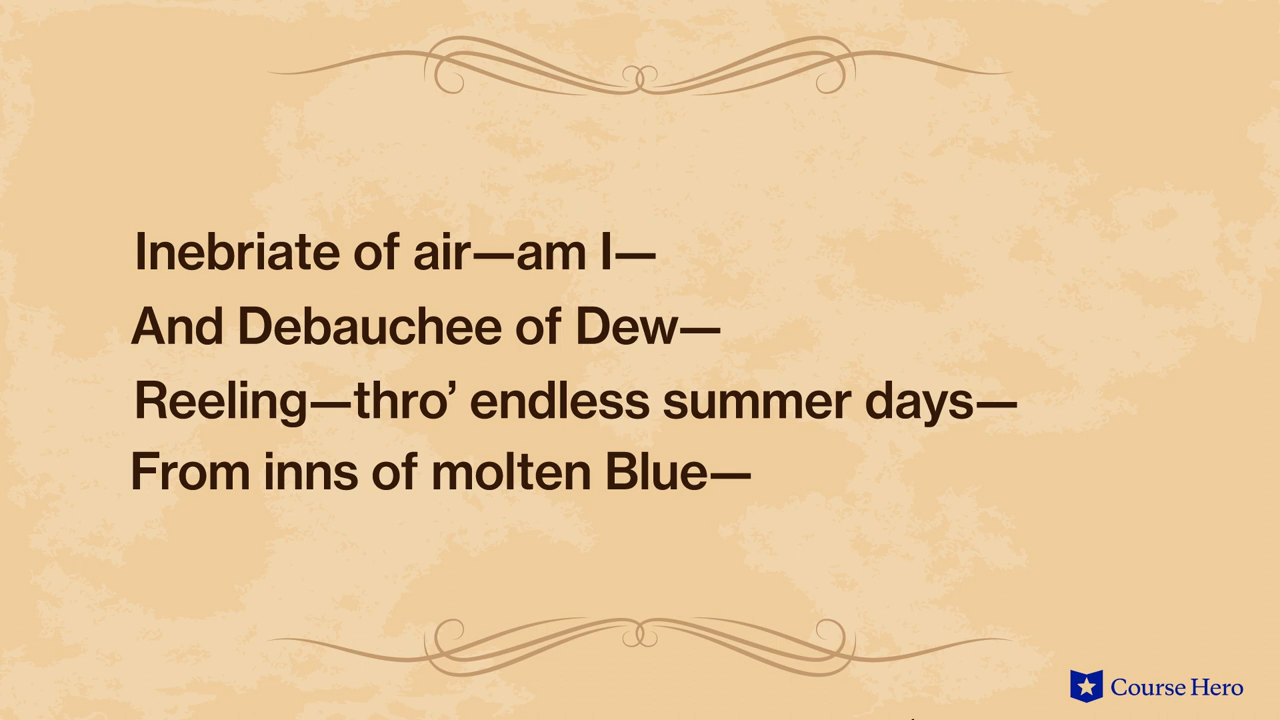 Inebriate of air—am I—
And Debauchee of Dew—
Reeling—thro’ endless summer days—
From inns of molten Blue—
Course Hero